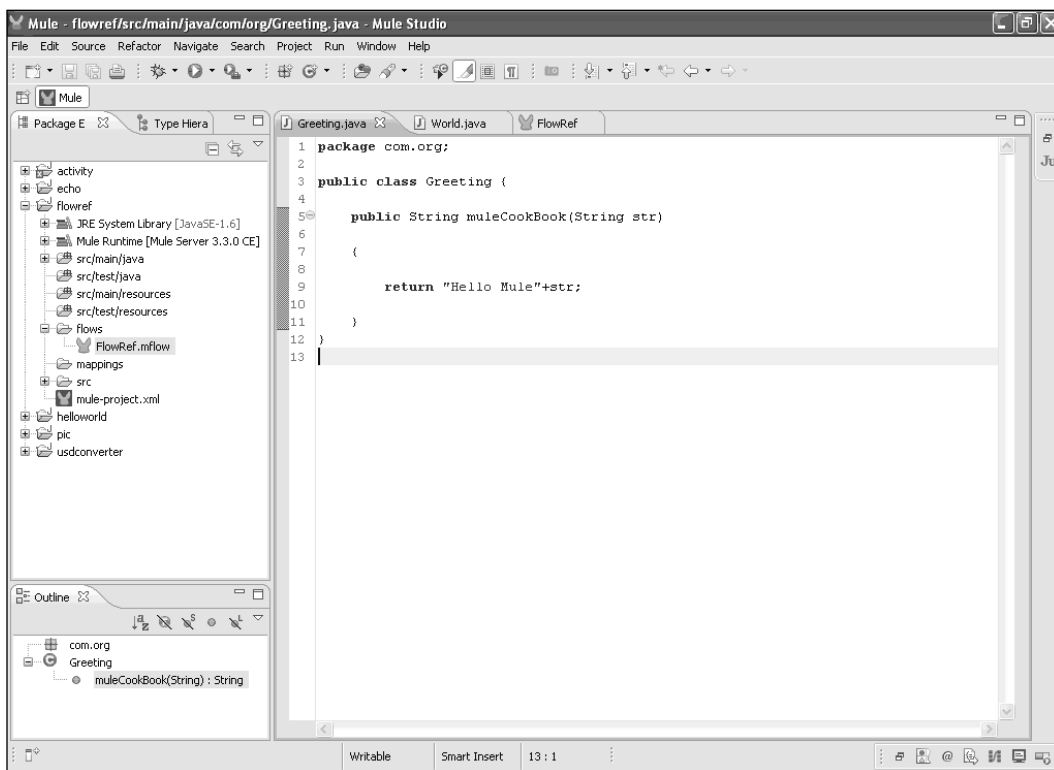 Mule - flowref/src/main/java/com/org/Greeting.java - Mule Studio
File Edit Source Refactor Navigate Search Project Run Window Help
Mule
Package E
Type Hiera
activity
echo
flowref
JRE System Library [JavaSE-1.6]
Mule Runtime [Mule Server 3.3.0 CE]
src/main/java
src/test/java
src/main/resources
src/test/resources
flows
FlowRef.mflow
mappings
src
mule-project.xml
helloworld
pic
usdconverter
Outline
com.org
Greeting
muleCookBook(String) : String
Greeting.java
World.java
FlowRef
1 package com.org;
2
3 public class Greeting {
4
5 public String muleCookBook(String str)
6
7 {
8
9 return "Hello Mule"+str;
10
11 }
12 }
13
Ju
Writable
Smart Insert
13 : 1